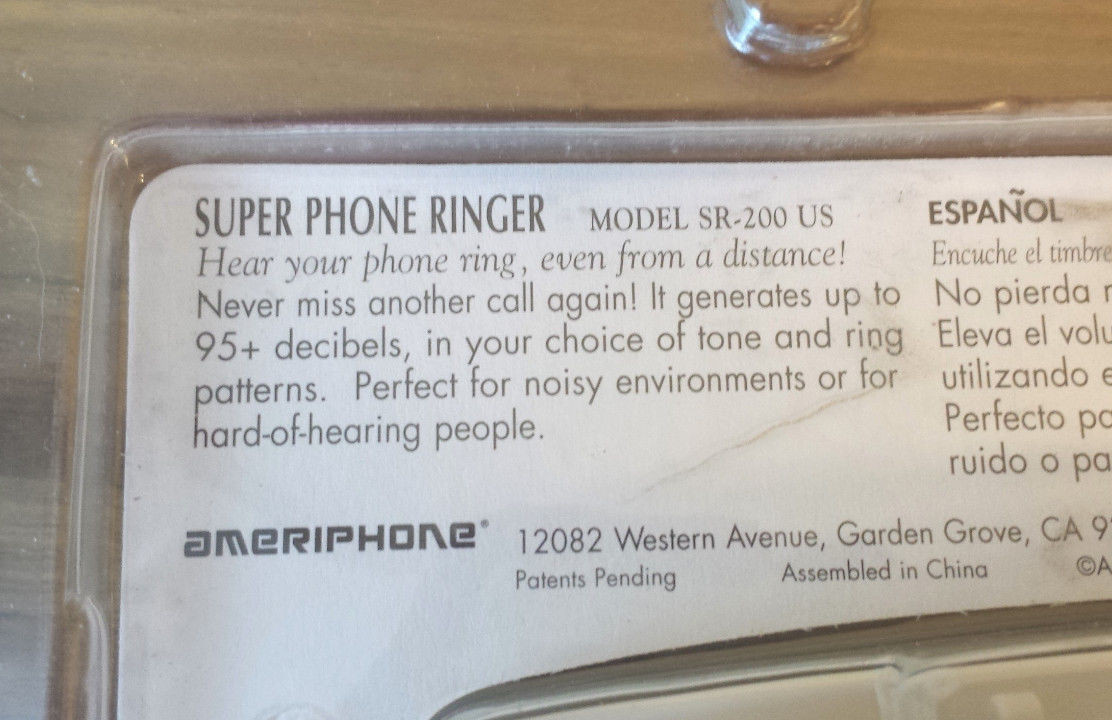 SUPER PHONE RINGER MODEL SR-200 US
Hear your phone ring, even from a distance!
Never miss another call again! It generates up to
95+ decibels, in your choice of tone and ring
patterns. Perfect for noisy environments or for
hard-of-hearing people.
ESPAÑOL
Encuche el timbre
No pierda
Eleva el
utilizando
Perfecto
ruido o
ameriphone® 12082 Western Avenue, Garden Grove, CA 9
Patents Pending Assembled in China ©A